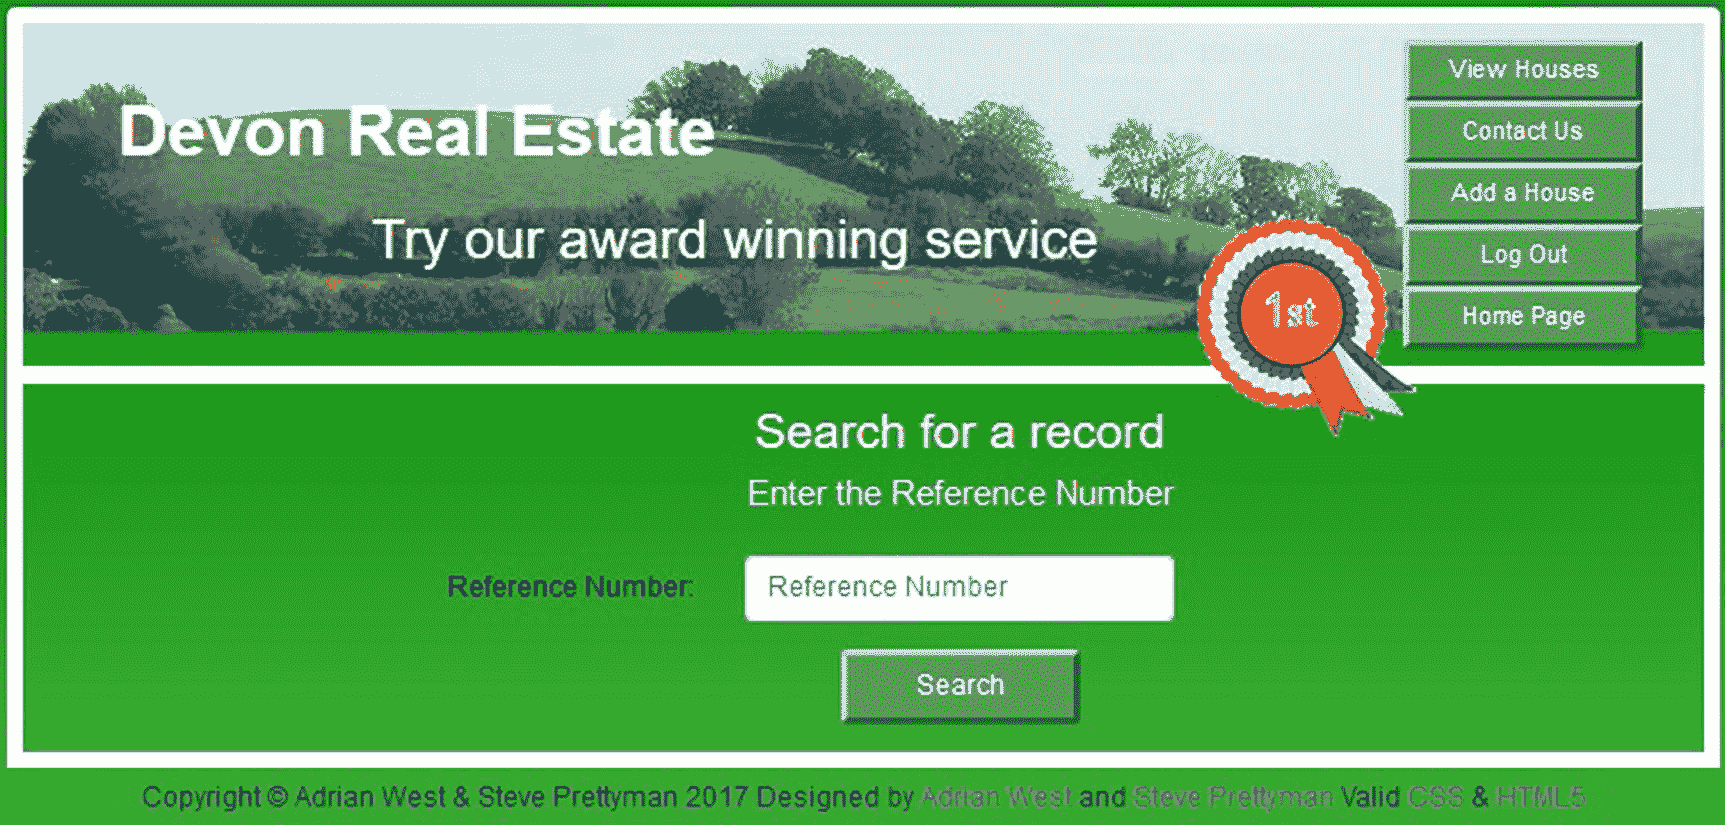 Devon Real Estate
Try our award winning service
1st
View Houses
Contact Us
Add a House
Log Out
Home Page
Search for a record
Enter the Reference Number
Reference Number:
Reference Number
Search
Copyright © Adrian West & Steve Prettyman 2017 Designed by Adrian West and Steve Prettyman Valid CSS & HTML5